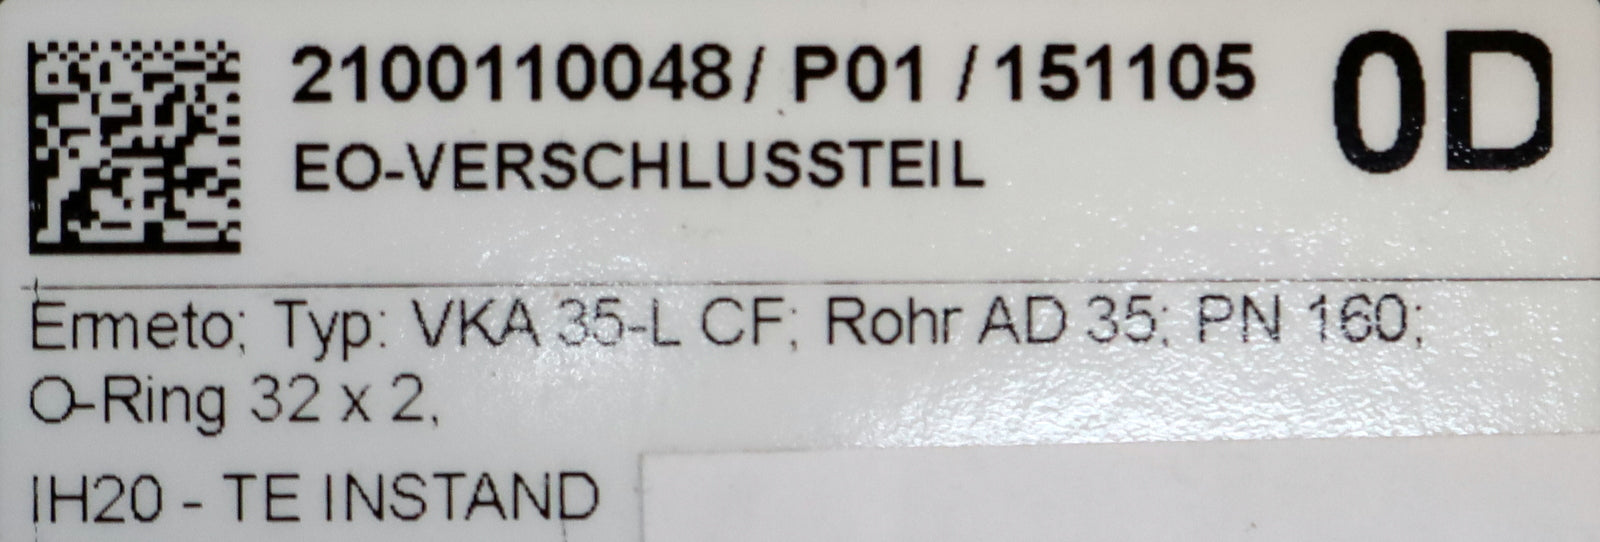 2100110048/ P01 / 151105
0D
EO-VERSCHLUSSTEIL
Ermeto; Typ: VKA 35-L CF; Rohr AD 35; PN 160;
O-Ring 32 x 2,
IH20 - TE INSTAND